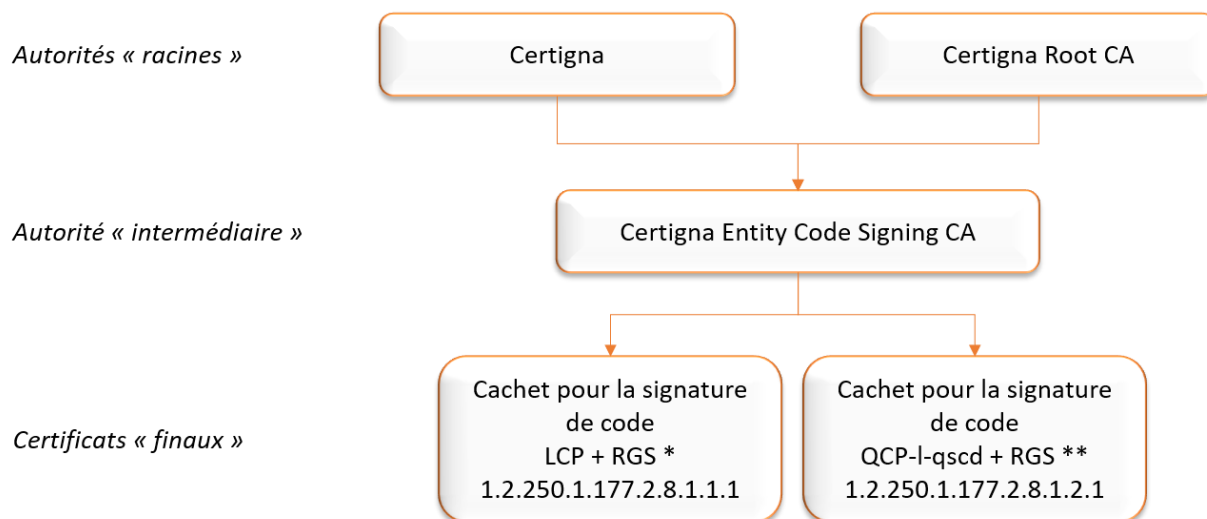 Autorités « racines »
Certigna
Certigna Root CA
Autorité « intermédiaire »
Certigna Entity Code Signing CA
Certificats « finaux »
Cachet pour la signature
de code
LCP + RGS *
1.2.250.1.177.2.8.1.1.1
Cachet pour la signature
de code
QCP-l-qscd + RGS **
1.2.250.1.177.2.8.1.2.1